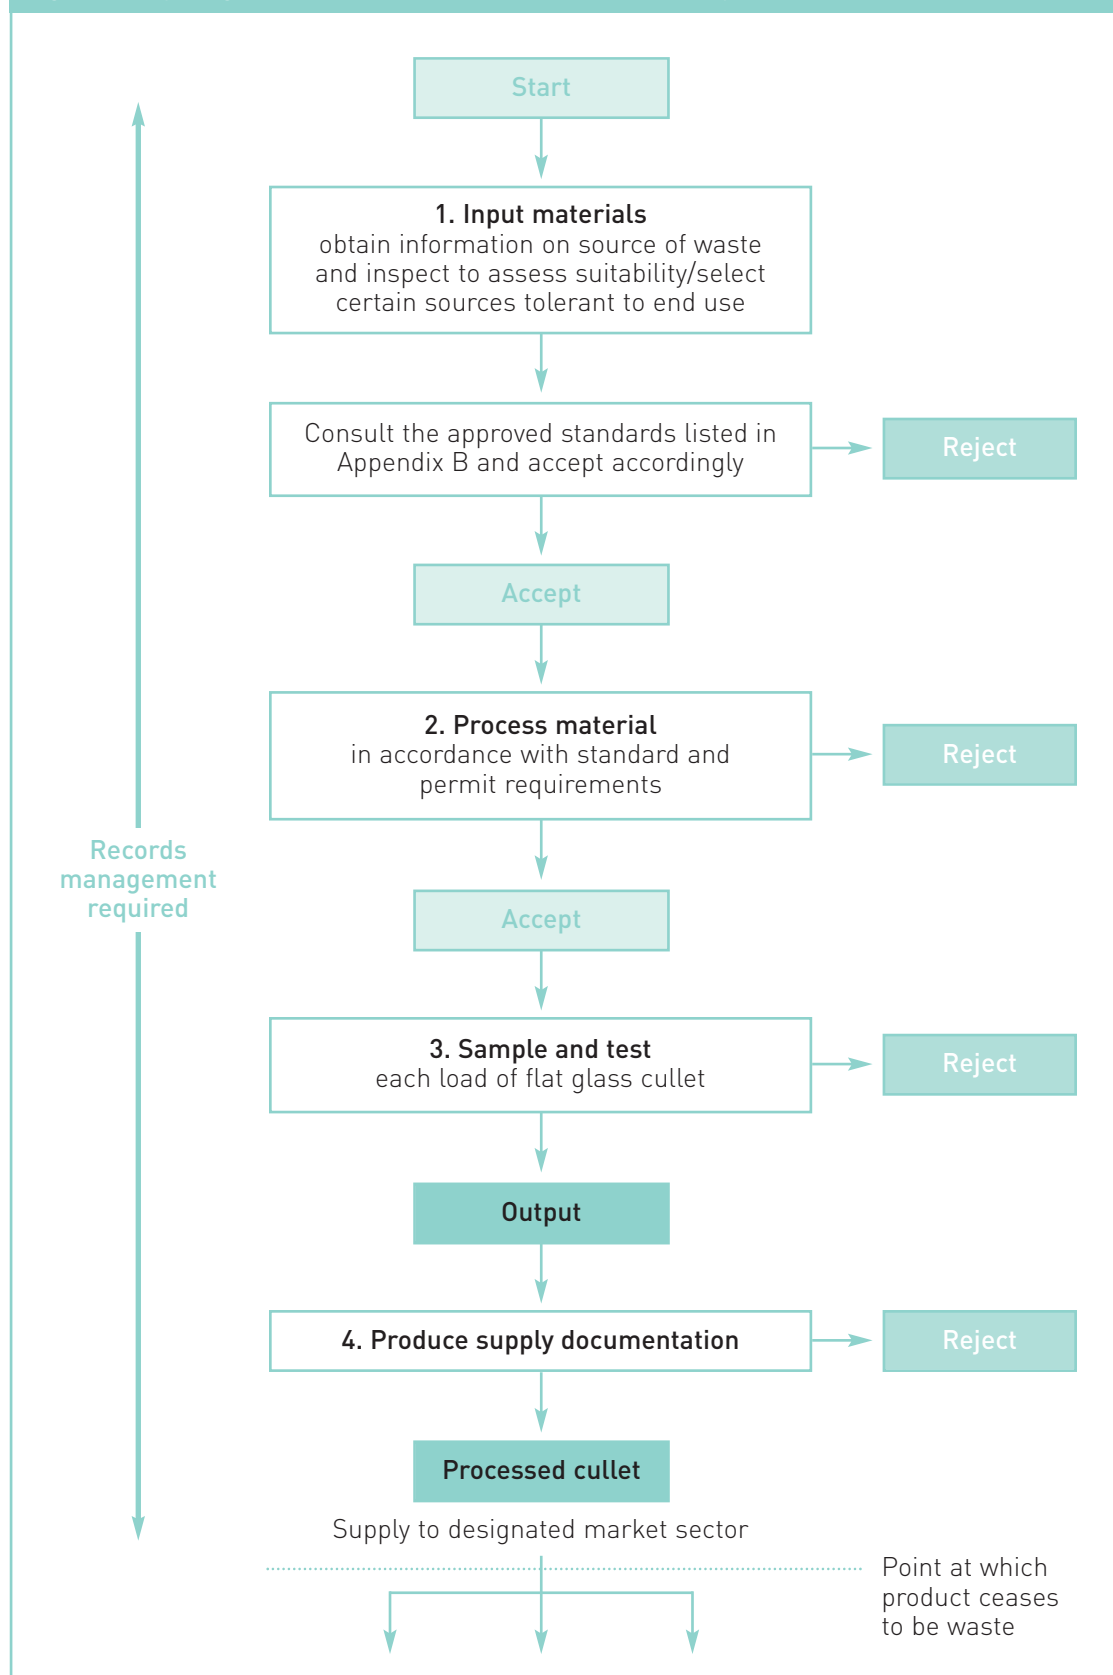 Start
1. Input materials
obtain information on source of waste
and inspect to assess suitability/select
certain sources tolerant to end use
Consult the approved standards listed in
Appendix B and accept accordingly
Reject
Accept
2. Process material
in accordance with standard and
permit requirements
Reject
Records
management
required
Accept
3. Sample and test
each load of flat glass cullet
Reject
Output
4. Produce supply documentation
Reject
Processed cullet
Supply to designated market sector
Point at which
product ceases
to be waste